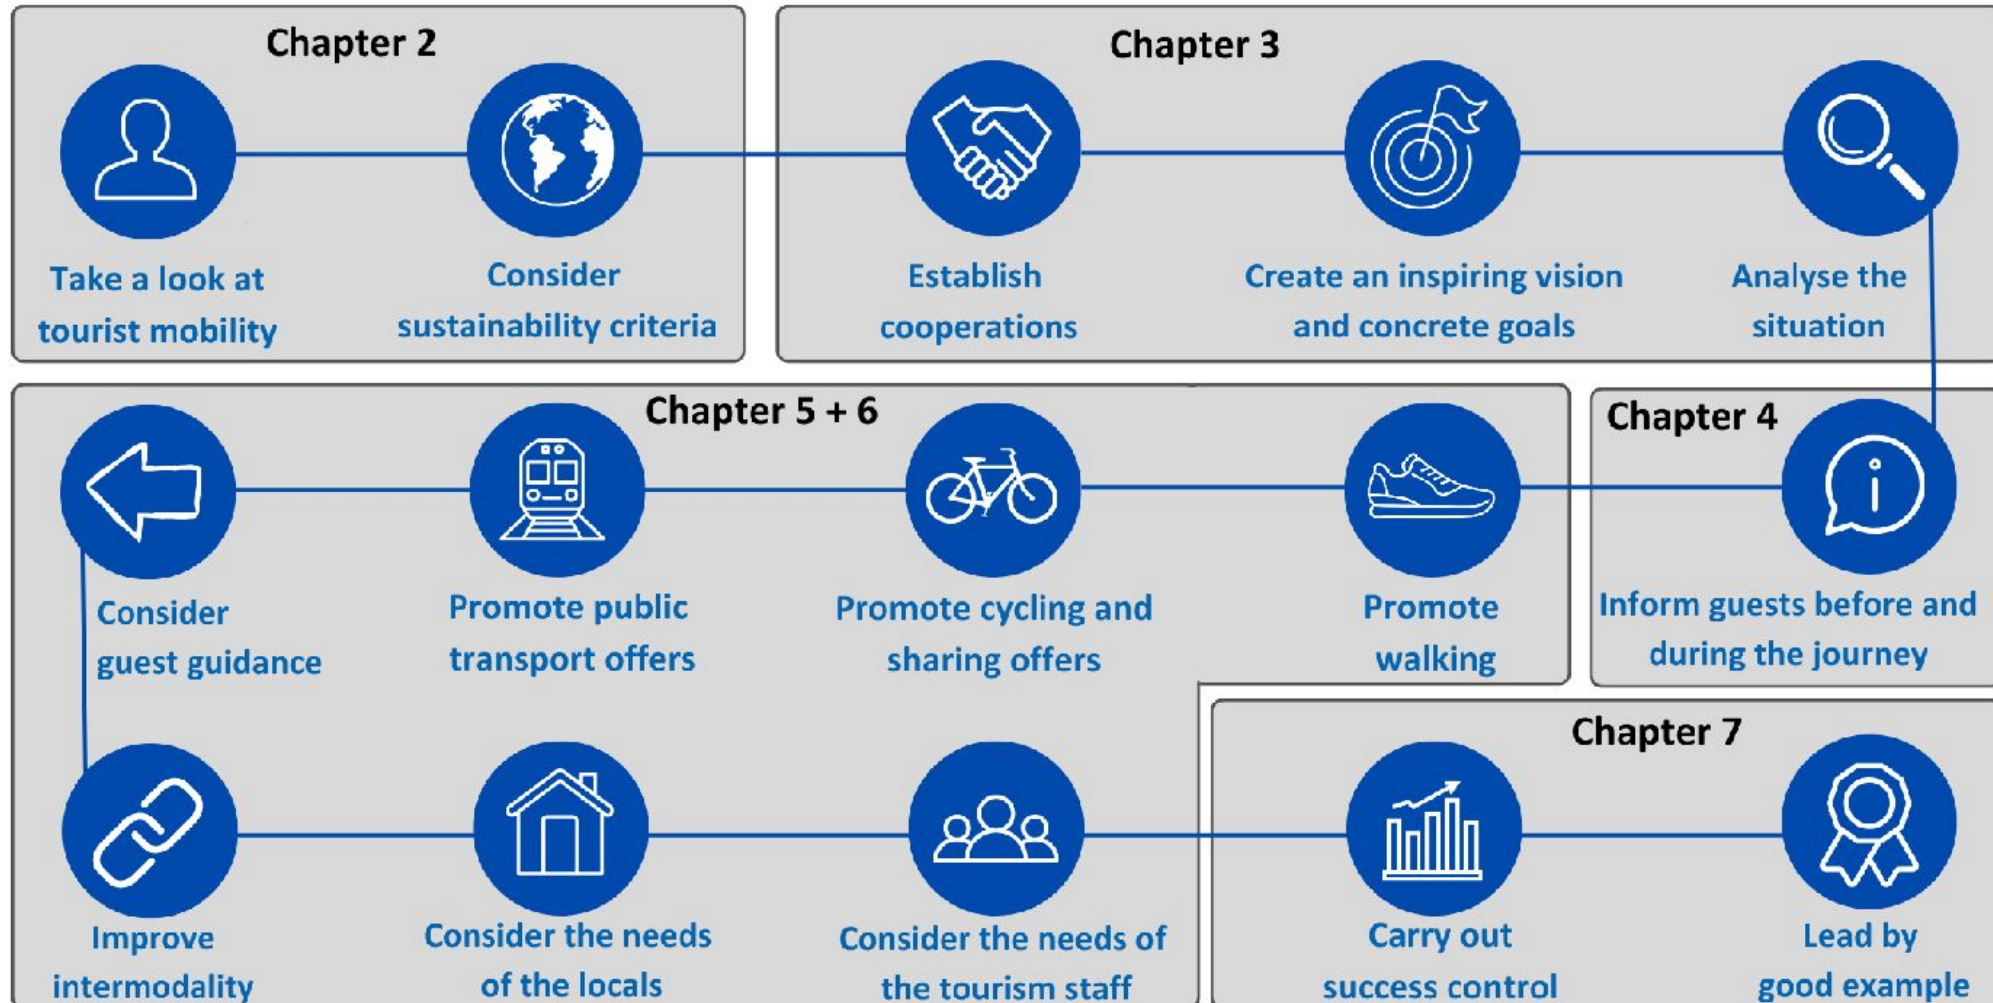 Chapter 2
Take a look at
tourist mobility
Consider
sustainability criteria
Chapter 3
Establish
cooperations
Create an inspiring vision
and concrete goals
Analyse the
situation
Chapter 4
Inform guests before and
during the journey
Chapter 5 + 6
Promote
walking
Promote cycling and
sharing offers
Promote public
transport offers
Consider
guest guidance
Improve
intermodality
Consider the needs
of the locals
Consider the needs of
the tourism staff
Chapter 7
Carry out
success control
Lead by
good example